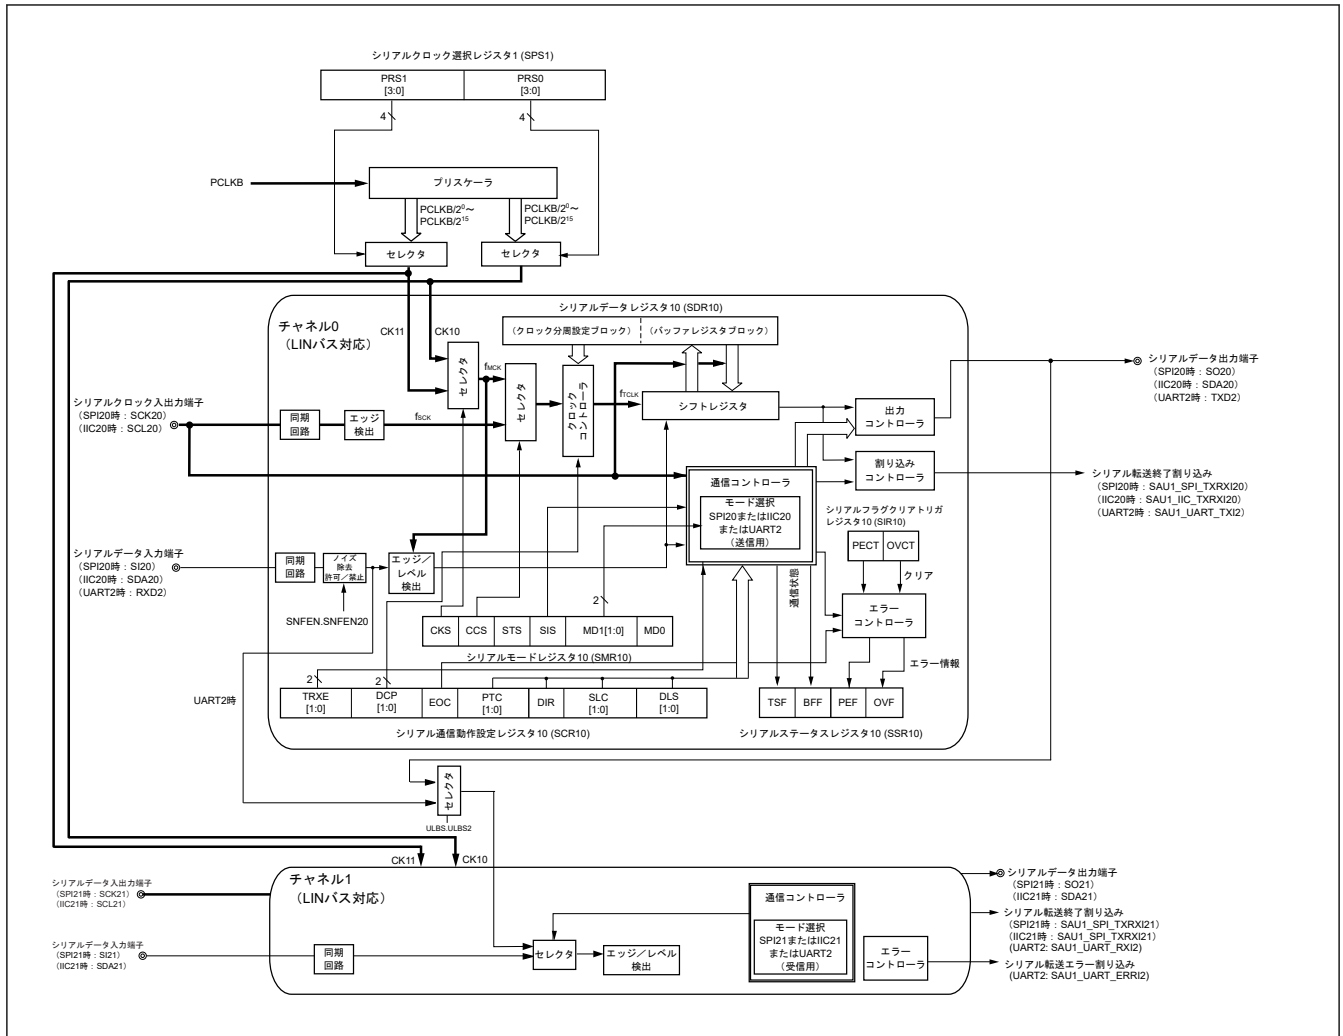 シリアルクロック選択レジスタ1 (SPS1)
PRS1
[3:0]
PRS0
[3:0]
4
4
PCLKB
プリスケーラ
PCLKB/2⁰〜
PCLKB/2¹⁵
PCLKB/2⁰〜
PCLKB/2¹⁵
セレクタ
セレクタ
チャネル0
(LINバス対応)
CK11
CK10
シリアルデータレジスタ10 (SDR10)
(クロック分周設定ブロック)
(バッファレジスタブロック)
セレクタ
fMCK
セレクタ
クロック
コントローラ
fTCLK
シフトレジスタ
出力
コントローラ
シリアルデータ出力端子
(SPI20時:SO20)
(IIC20時:SDA20)
(UART2時:TXD2)
シリアルクロック入出力端子
(SPI20時:SCK20)
(IIC20時:SCL20)
同期
回路
エッジ
検出
fSCK
割り込み
コントローラ
シリアル転送終了割り込み
(SPI20時:SAU1_SPI_TXRXI20)
(IIC20時:SAU1_IIC_TXRXI20)
(UART2時:SAU1_UART_TXI2)
通信コントローラ
モード選択
SPI20またはIIC20
またはUART2
(送信用)
シリアルフラグクリアトリガ
レジスタ10 (SIR10)
PECT
OVCT
クリア
シリアルデータ入力端子
(SPI20時:SI20)
(IIC20時:SDA20)
(UART2時:RXD2)
同期
回路
ノイズ
除去
許可/禁止
エッジ/
レベル
検出
SNFEN.SNFEN20
2
通信状態
エラー
コントローラ
エラー情報
CKS
CCS
STS
SIS
MD1[1:0]
MD0
シリアルモードレジスタ10 (SMR10)
2
2
UART2時
TRXE
[1:0]
DCP
[1:0]
EOC
PTC
[1:0]
DIR
SLC
[1:0]
DLS
[1:0]
TSF
BFF
PEF
OVF
シリアル通信動作設定レジスタ10 (SCR10)
シリアルステータスレジスタ10 (SSR10)
セレクタ
ULBS.ULBS2
CK11
CK10
チャネル1
(LINバス対応)
シリアルデータ入出力端子
(SPI21時:SCK21)
(IIC21時:SCL21)
シリアルデータ入力端子
(SPI21時:SI21)
(IIC21時:SDA21)
同期
回路
セレクタ
エッジ/レベル
検出
通信コントローラ
モード選択
SPI21またはIIC21
またはUART2
(受信用)
エラー
コントローラ
シリアルデータ出力端子
(SPI21時:SO21)
(IIC21時:SDA21)
シリアル転送終了割り込み
(SPI21時:SAU1_SPI_TXRXI21)
(IIC21時:SAU1_SPI_TXRXI21)
(UART2: SAU1_UART_RXI2)
シリアル転送エラー割り込み
(UART2: SAU1_UART_ERRI2)